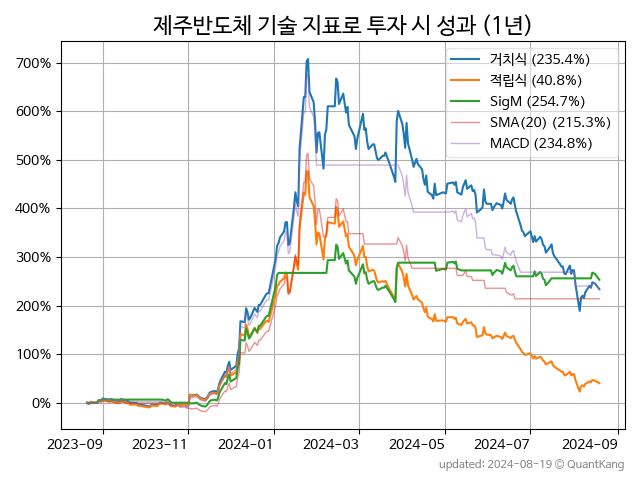 제주반도체 기술 지표로 투자 시 성과 (1년)
거치식 (235.4%)
적립식 (40.8%)
SigM (254.7%)
SMA(20) (215.3%)
MACD (234.8%)
700%
600%
500%
400%
300%
200%
100%
0%
2023-09 2023-11 2024-01 2024-03 2024-05 2024-07 2024-09
updated: 2024-08-19 © QuantKang